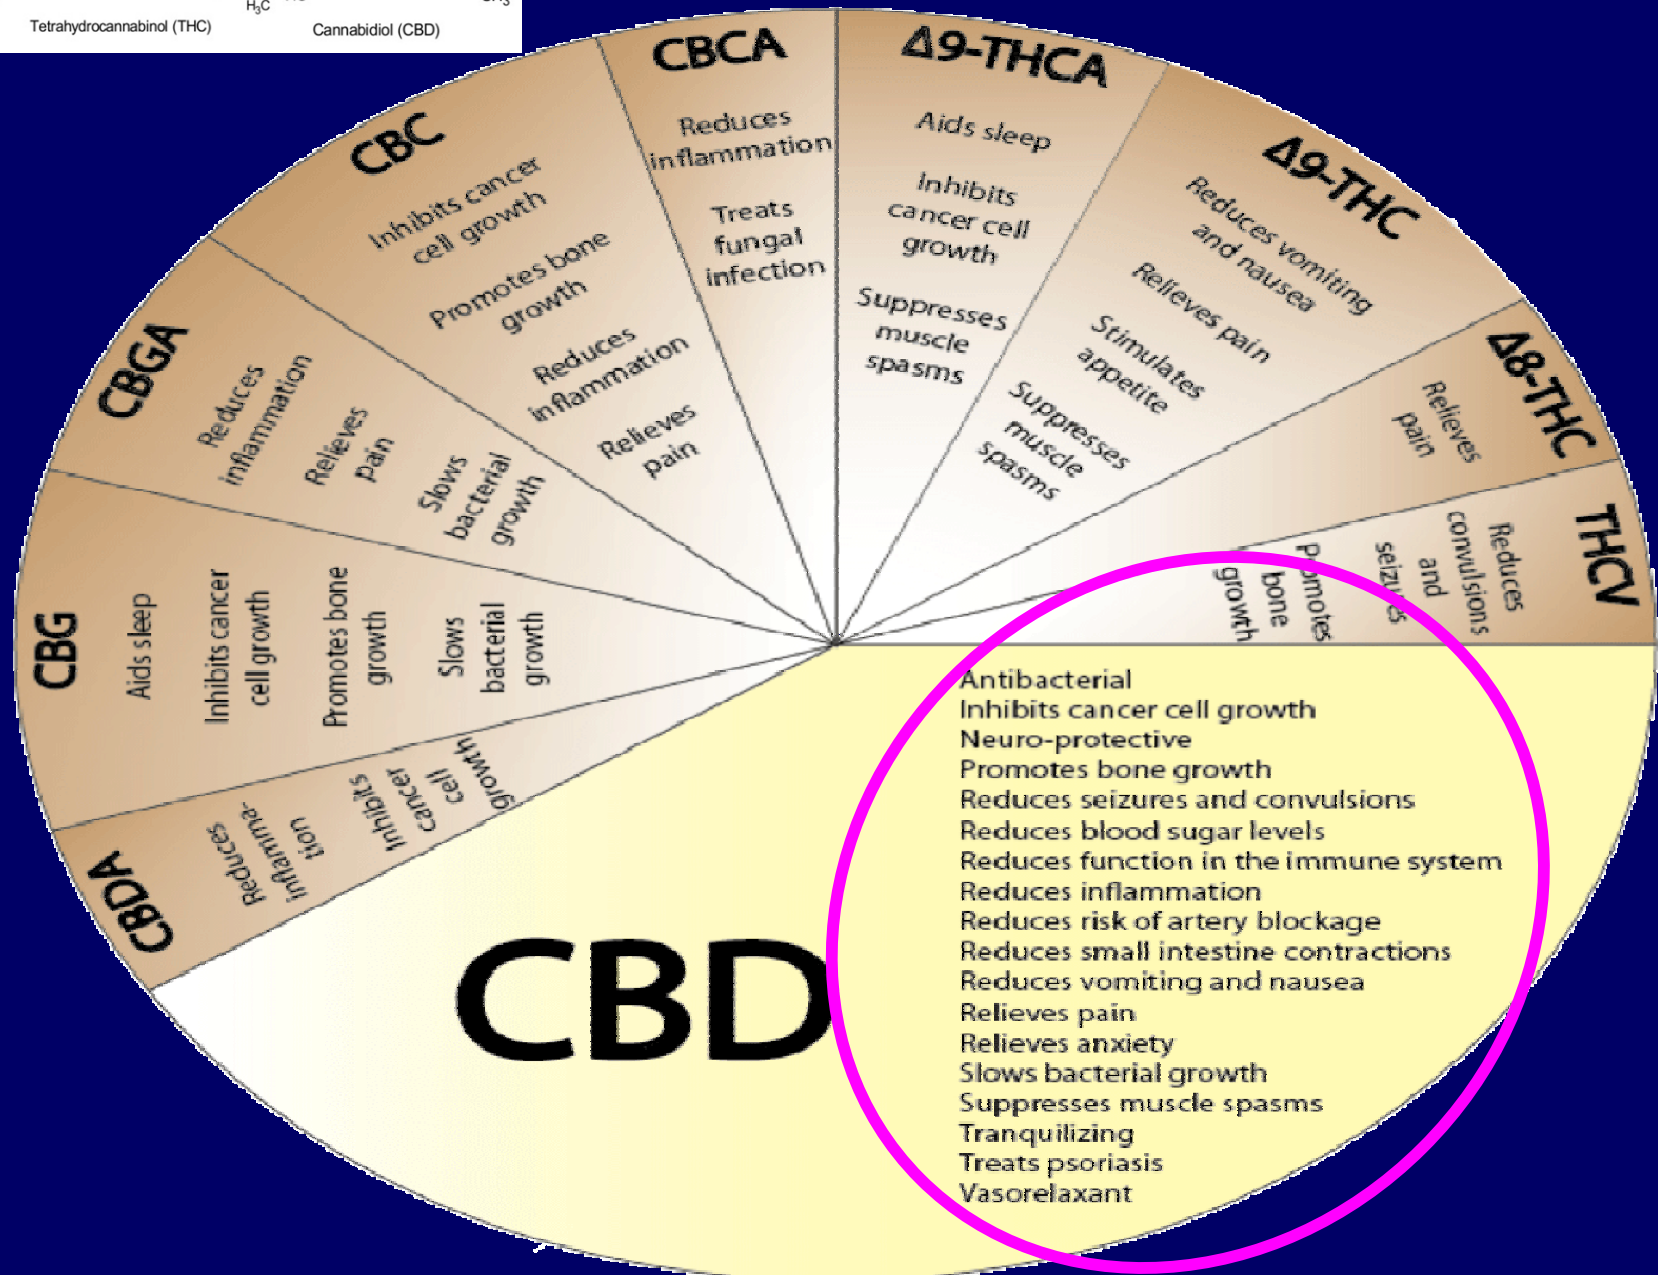 H₃C
CH₃
Tetrahydrocannabinol (THC)
Cannabidiol (CBD)
CBCA
Reduces
inflammation
Treats
fungal
infection
Δ9-THCA
Aids sleep
Inhibits
cancer cell
growth
Suppresses
muscle
spasms
Δ9-THC
Reduces vomiting
and nausea
Relieves pain
Stimulates
appetite
Suppresses
muscle
spasms
Δ8-THC
Relieves
pain
THCV
Reduces
convulsions
and
seizures
Promotes
bone
growth
CBC
Inhibits cancer
cell growth
Promotes bone
growth
Reduces
inflammation
Relieves
pain
CBGA
Reduces
inflammation
Relieves
pain
Slows
bacterial
growth
CBG
Aids sleep
Inhibits cancer
cell growth
Promotes bone
growth
Slows
bacterial
growth
CBDA
Reduces
inflamma-
tion
Inhibits
cancer
cell
growth
CBD
Antibacterial
Inhibits cancer cell growth
Neuro-protective
Promotes bone growth
Reduces seizures and convulsions
Reduces blood sugar levels
Reduces function in the immune system
Reduces inflammation
Reduces risk of artery blockage
Reduces small intestine contractions
Reduces vomiting and nausea
Relieves pain
Relieves anxiety
Slows bacterial growth
Suppresses muscle spasms
Tranquilizing
Treats psoriasis
Vasorelaxant